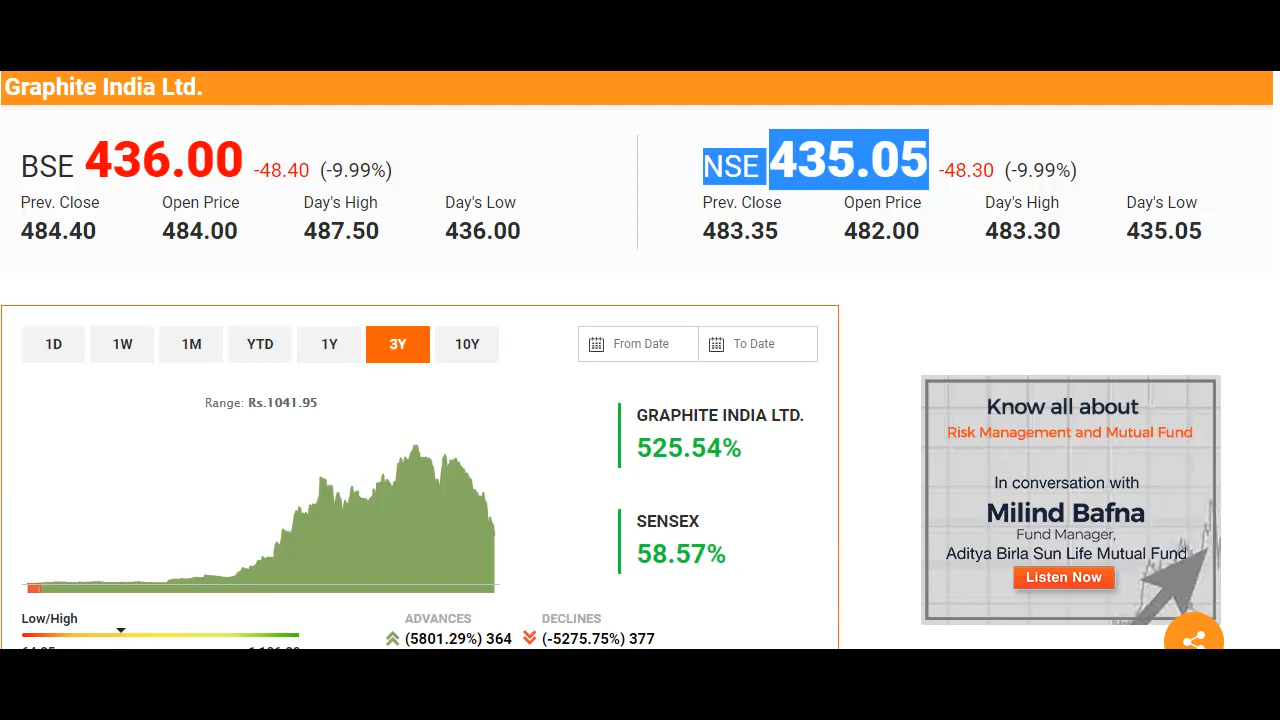 Graphite India Ltd.
BSE 436.00 -48.40 (-9.99%)
Prev. Close Open Price Day's High Day's Low
484.40 484.00 487.50 436.00
NSE 435.05 -48.30 (-9.99%)
Prev. Close Open Price Day's High Day's Low
483.35 482.00 483.30 435.05
1D 1W 1M YTD 1Y 3Y 10Y
From Date To Date
Range: Rs.1041.95
GRAPHITE INDIA LTD.
525.54%
SENSEX
58.57%
Low/High
ADVANCES DECLINES
(5801.29%) 364 (-5275.75%) 377
Know all about
Risk Management and Mutual Fund
In conversation with
Milind Bafna
Fund Manager,
Aditya Birla Sun Life Mutual Fund
Listen Now